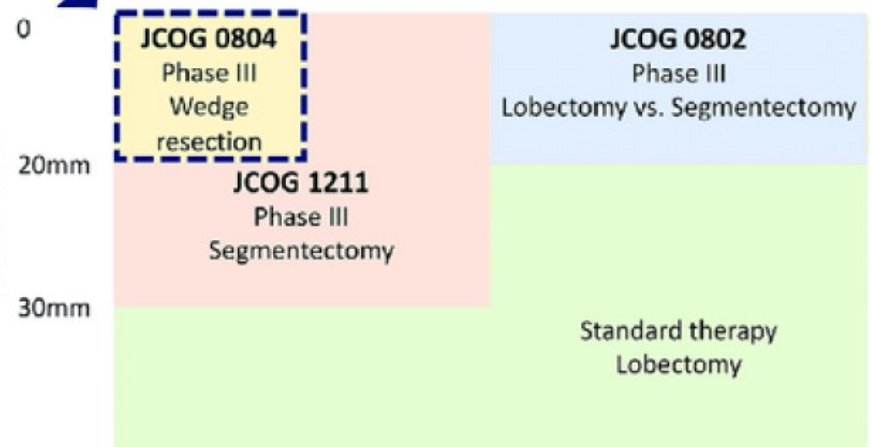 0
JCOG 0804
Phase III
Wedge
resection
JCOG 0802
Phase III
Lobectomy vs. Segmentectomy
20mm
JCOG 1211
Phase III
Segmentectomy
30mm
Standard therapy
Lobectomy